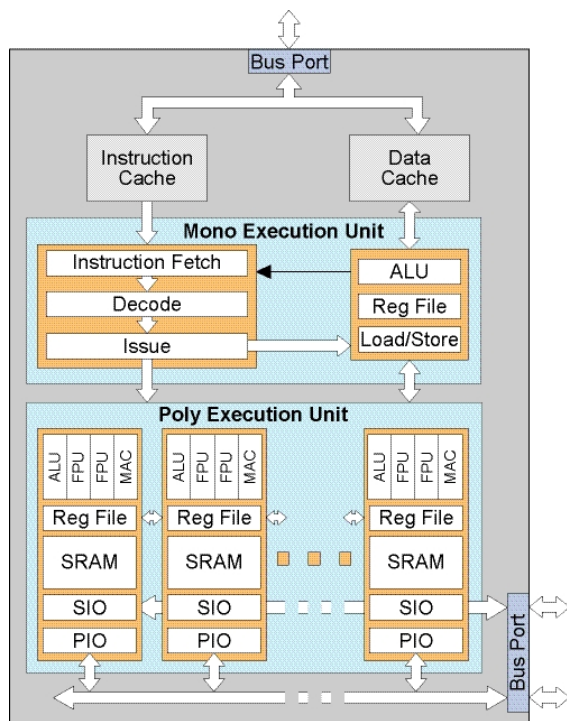 Bus Port
Instruction
Cache
Data
Cache
Mono Execution Unit
Instruction Fetch
Decode
Issue
ALU
Reg File
Load/Store
Poly Execution Unit
ALU
FPU
FPU
MAC
Reg File
SRAM
SIO
PIO
ALU
FPU
FPU
MAC
Reg File
SRAM
SIO
PIO
ALU
FPU
FPU
MAC
Reg File
SRAM
SIO
PIO
Bus Port